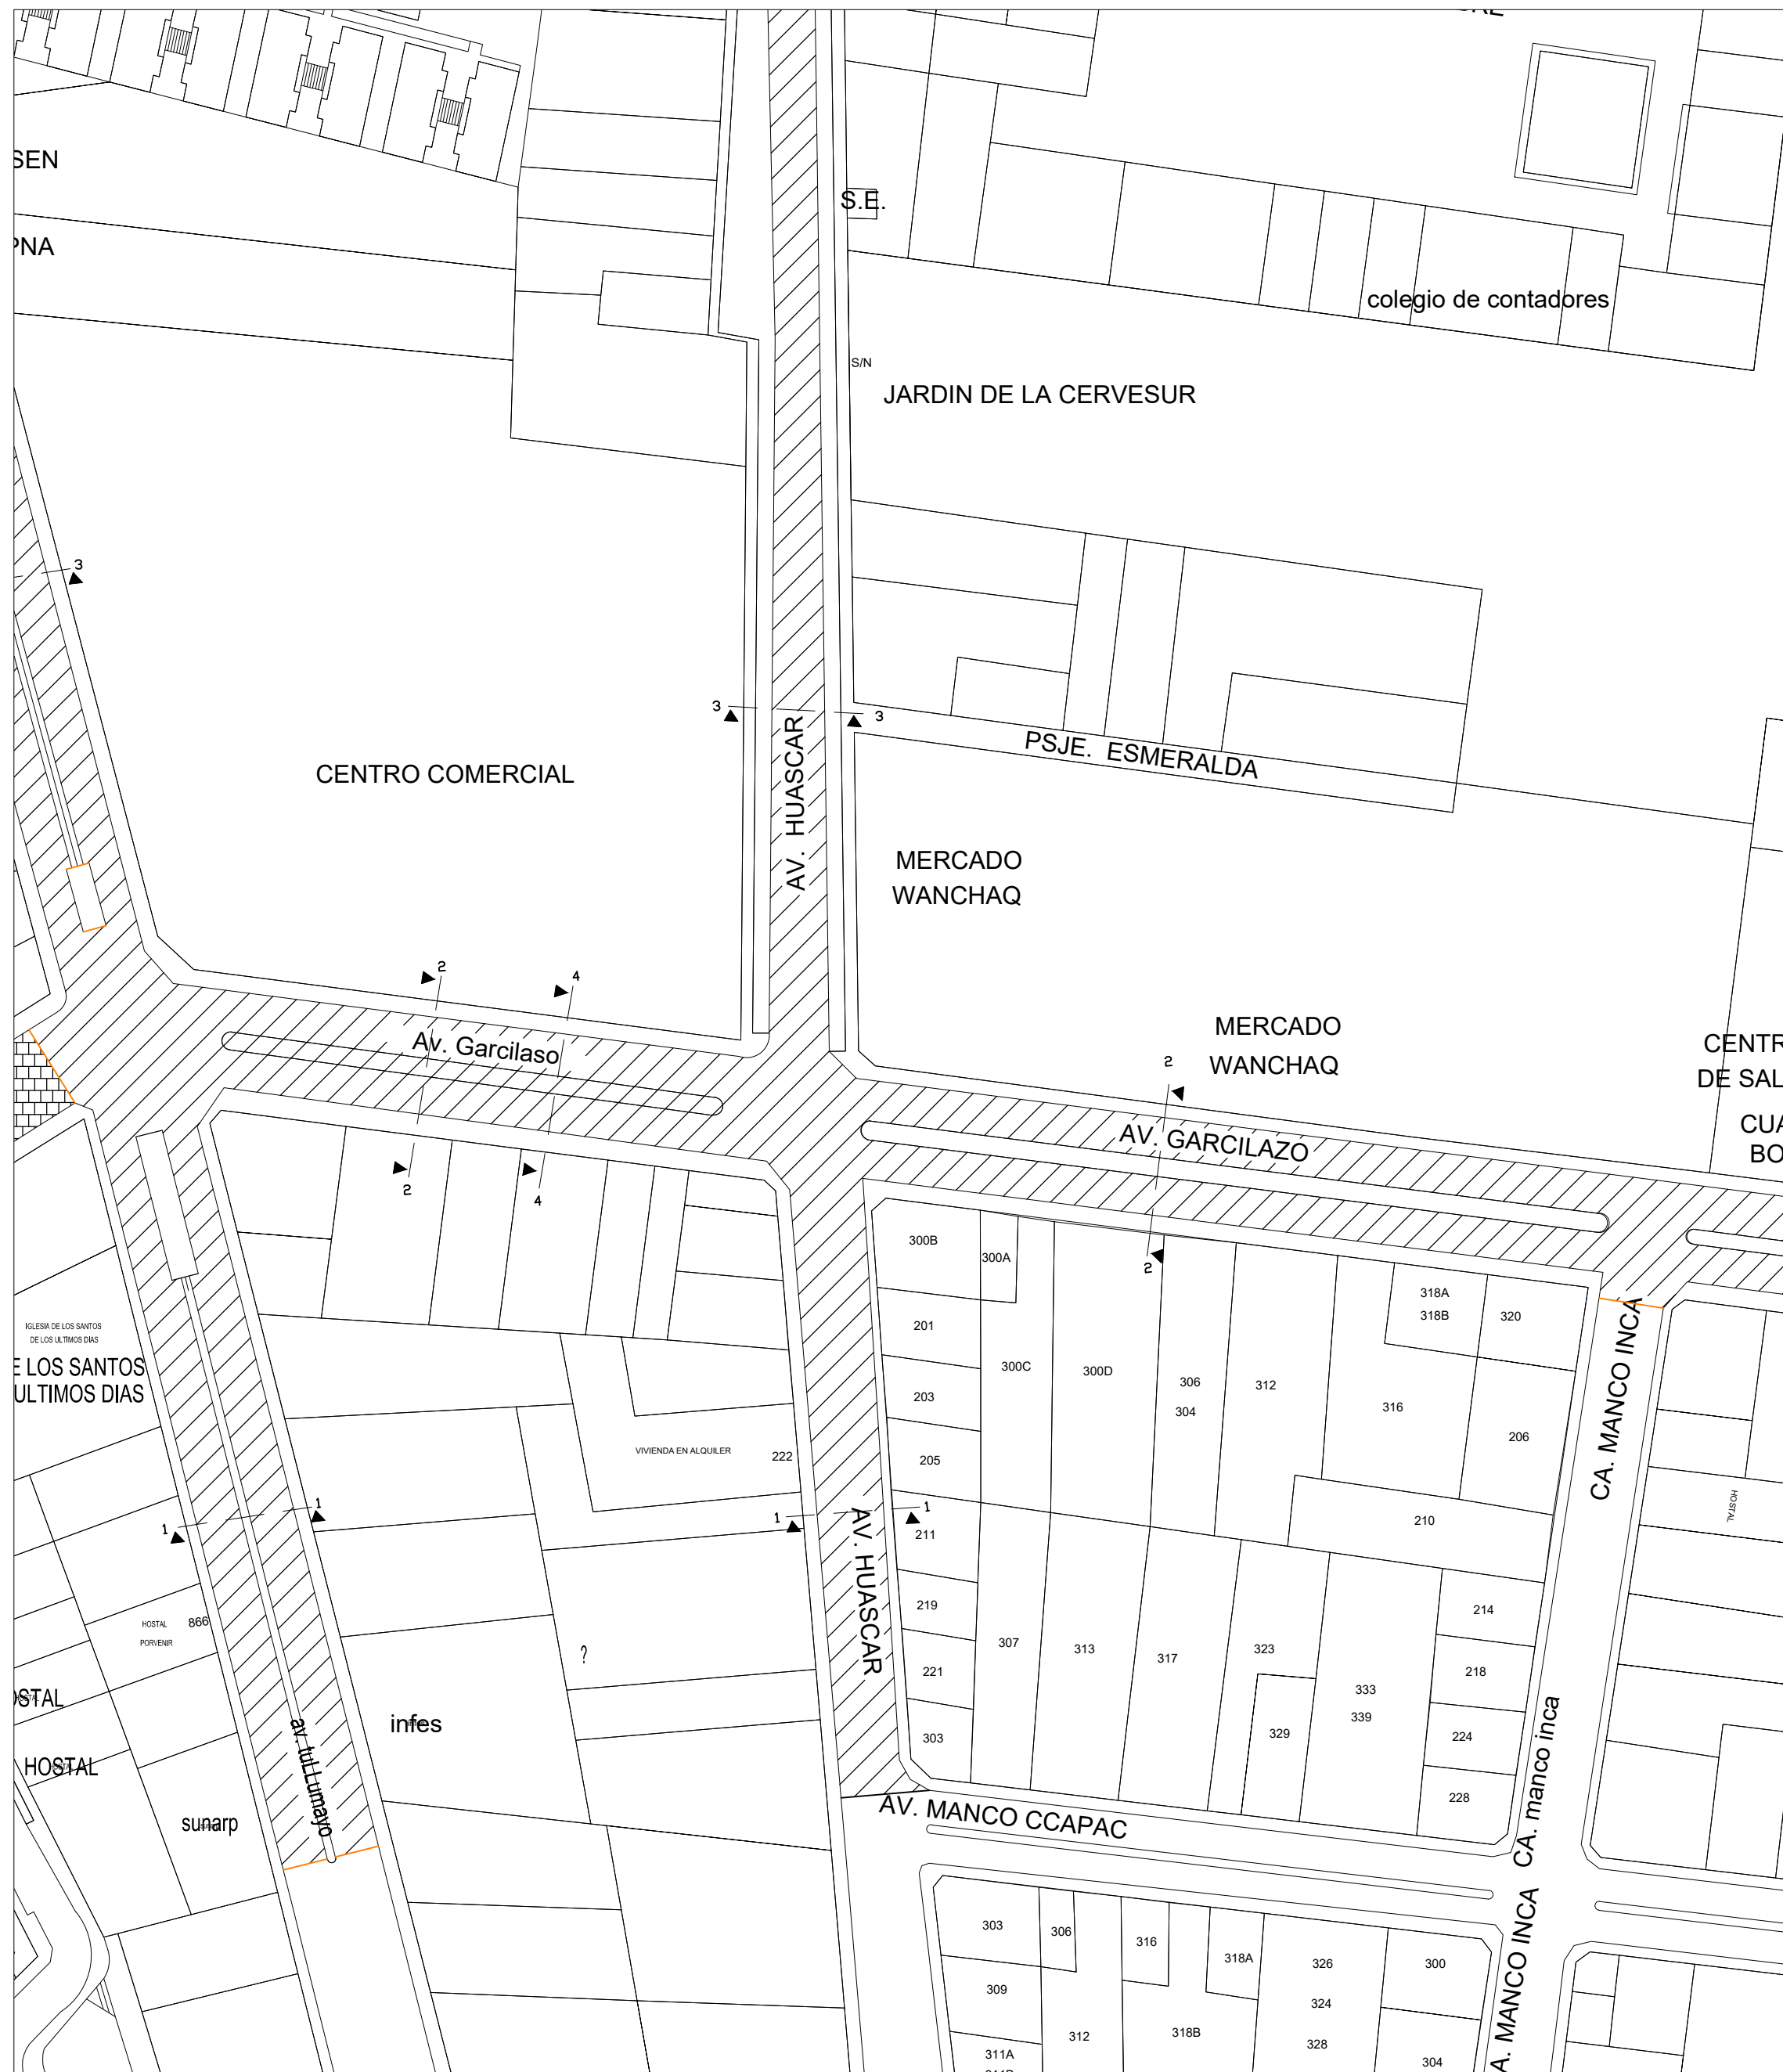 SEN
PNA
S.E.
colegio de contadores
S/N
JARDIN DE LA CERVESUR
3
3
3
AV. HUASCAR
PSJE. ESMERALDA
CENTRO COMERCIAL
MERCADO
WANCHAQ
2
4
Av. Garcilaso
MERCADO
WANCHAQ
CENTR
DE SAL
CUA
BO
2
AV. GARCILAZO
2
4
2
300B
300A
318A
318B
320
201
300C
300D
306
304
312
316
203
206
205
210
211
CA. MANCO INCA
HOSTAL
IGLESIA DE LOS SANTOS
DE LOS ULTIMOS DIAS
E LOS SANTOS
ULTIMOS DIAS
VIVIENDA EN ALQUILER
222
1
1
1
1
AV. HUASCAR
219
221
303
307
313
317
323
329
333
339
214
218
224
228
HOSTAL
PORVENIR
866
?
OSTAL
HOSTAL
infes
av. tulLumayo
sunarp
AV. MANCO CCAPAC
CA. manco inca
A. MANCO INCA
303
306
316
318A
326
300
309
324
312
318B
328
311A
304